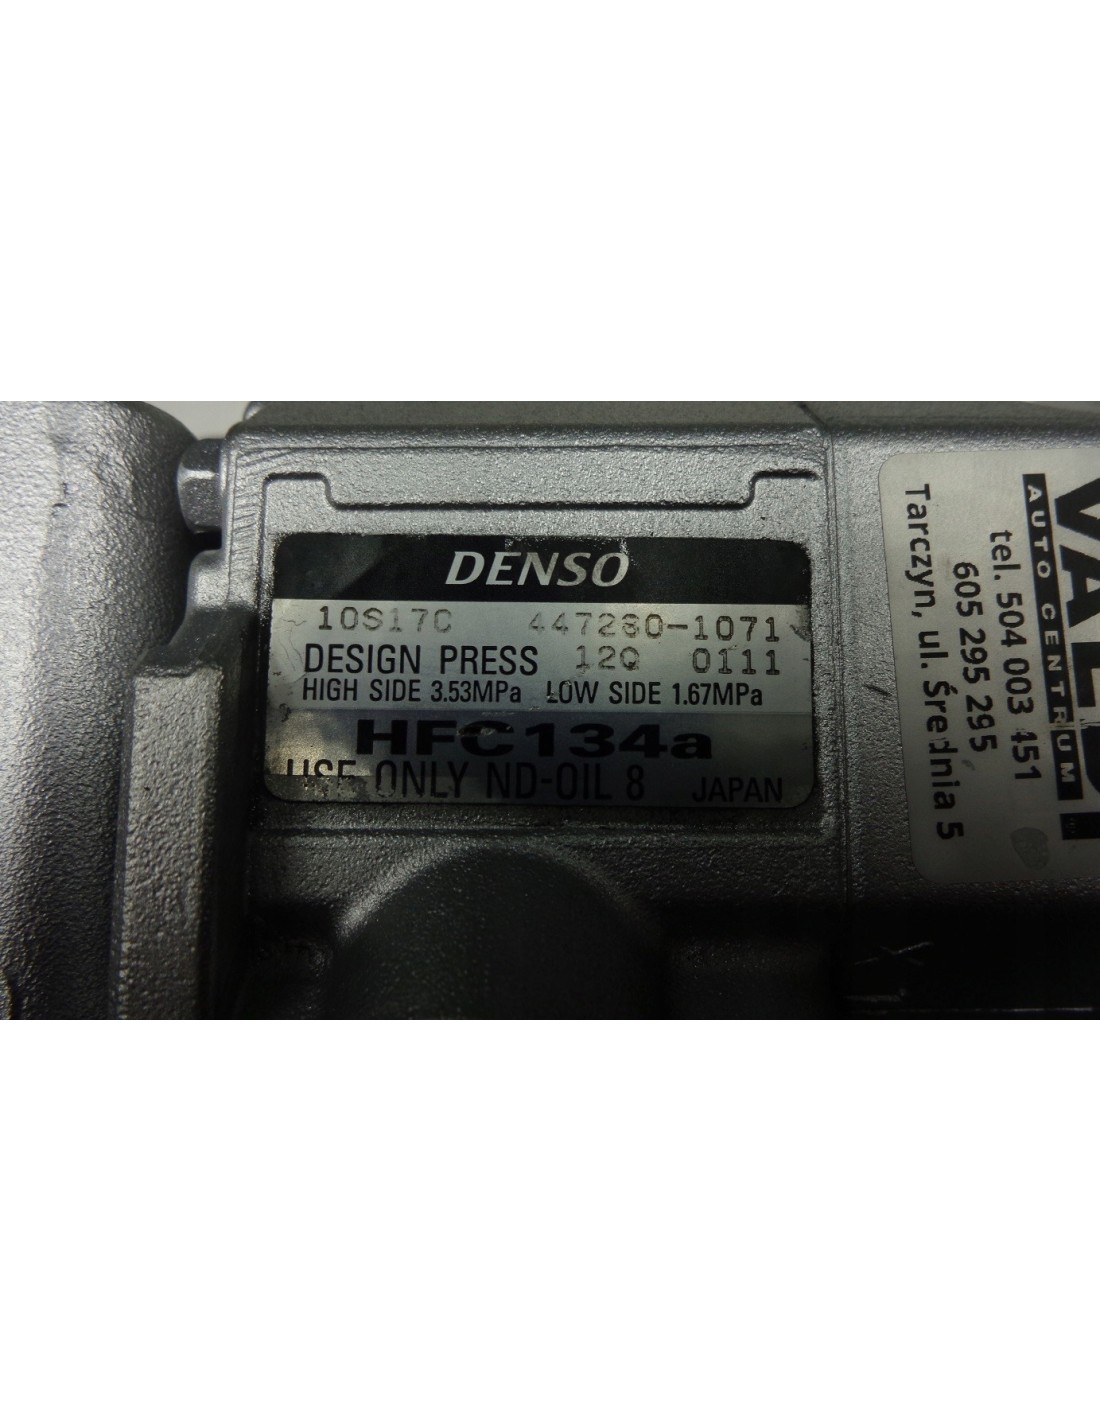 DENSO
10S17C 447280-1071
DESIGN PRESS 12Q 0111
HIGH SIDE 3.53MPa LOW SIDE 1.67MPa
HFC134a
USE ONLY ND-OIL 8 JAPAN
AUTO CENTRUM
tel. 504 003 451
605 295 295
Tarczyn, ul. Średnia 5